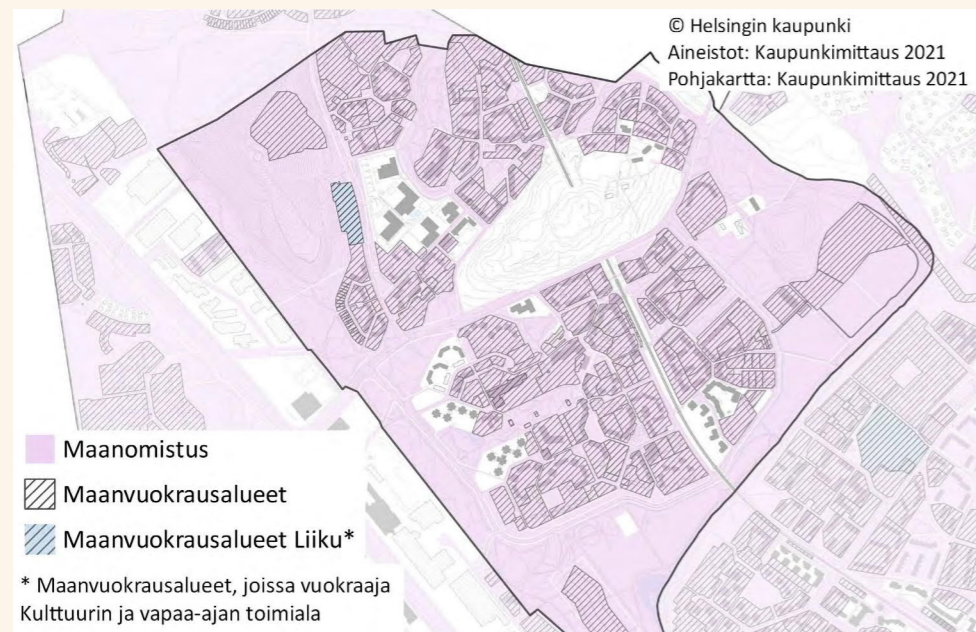 © Helsingin kaupunki
Aineistot: Kaupunkimittaus 2021
Pohjakartta: Kaupunkimittaus 2021
Maanomistus
Maanvuokrausalueet
Maanvuokrausalueet Liiku*
* Maanvuokrausalueet, joissa vuokraaja
Kulttuurin ja vapaa-ajan toimiala